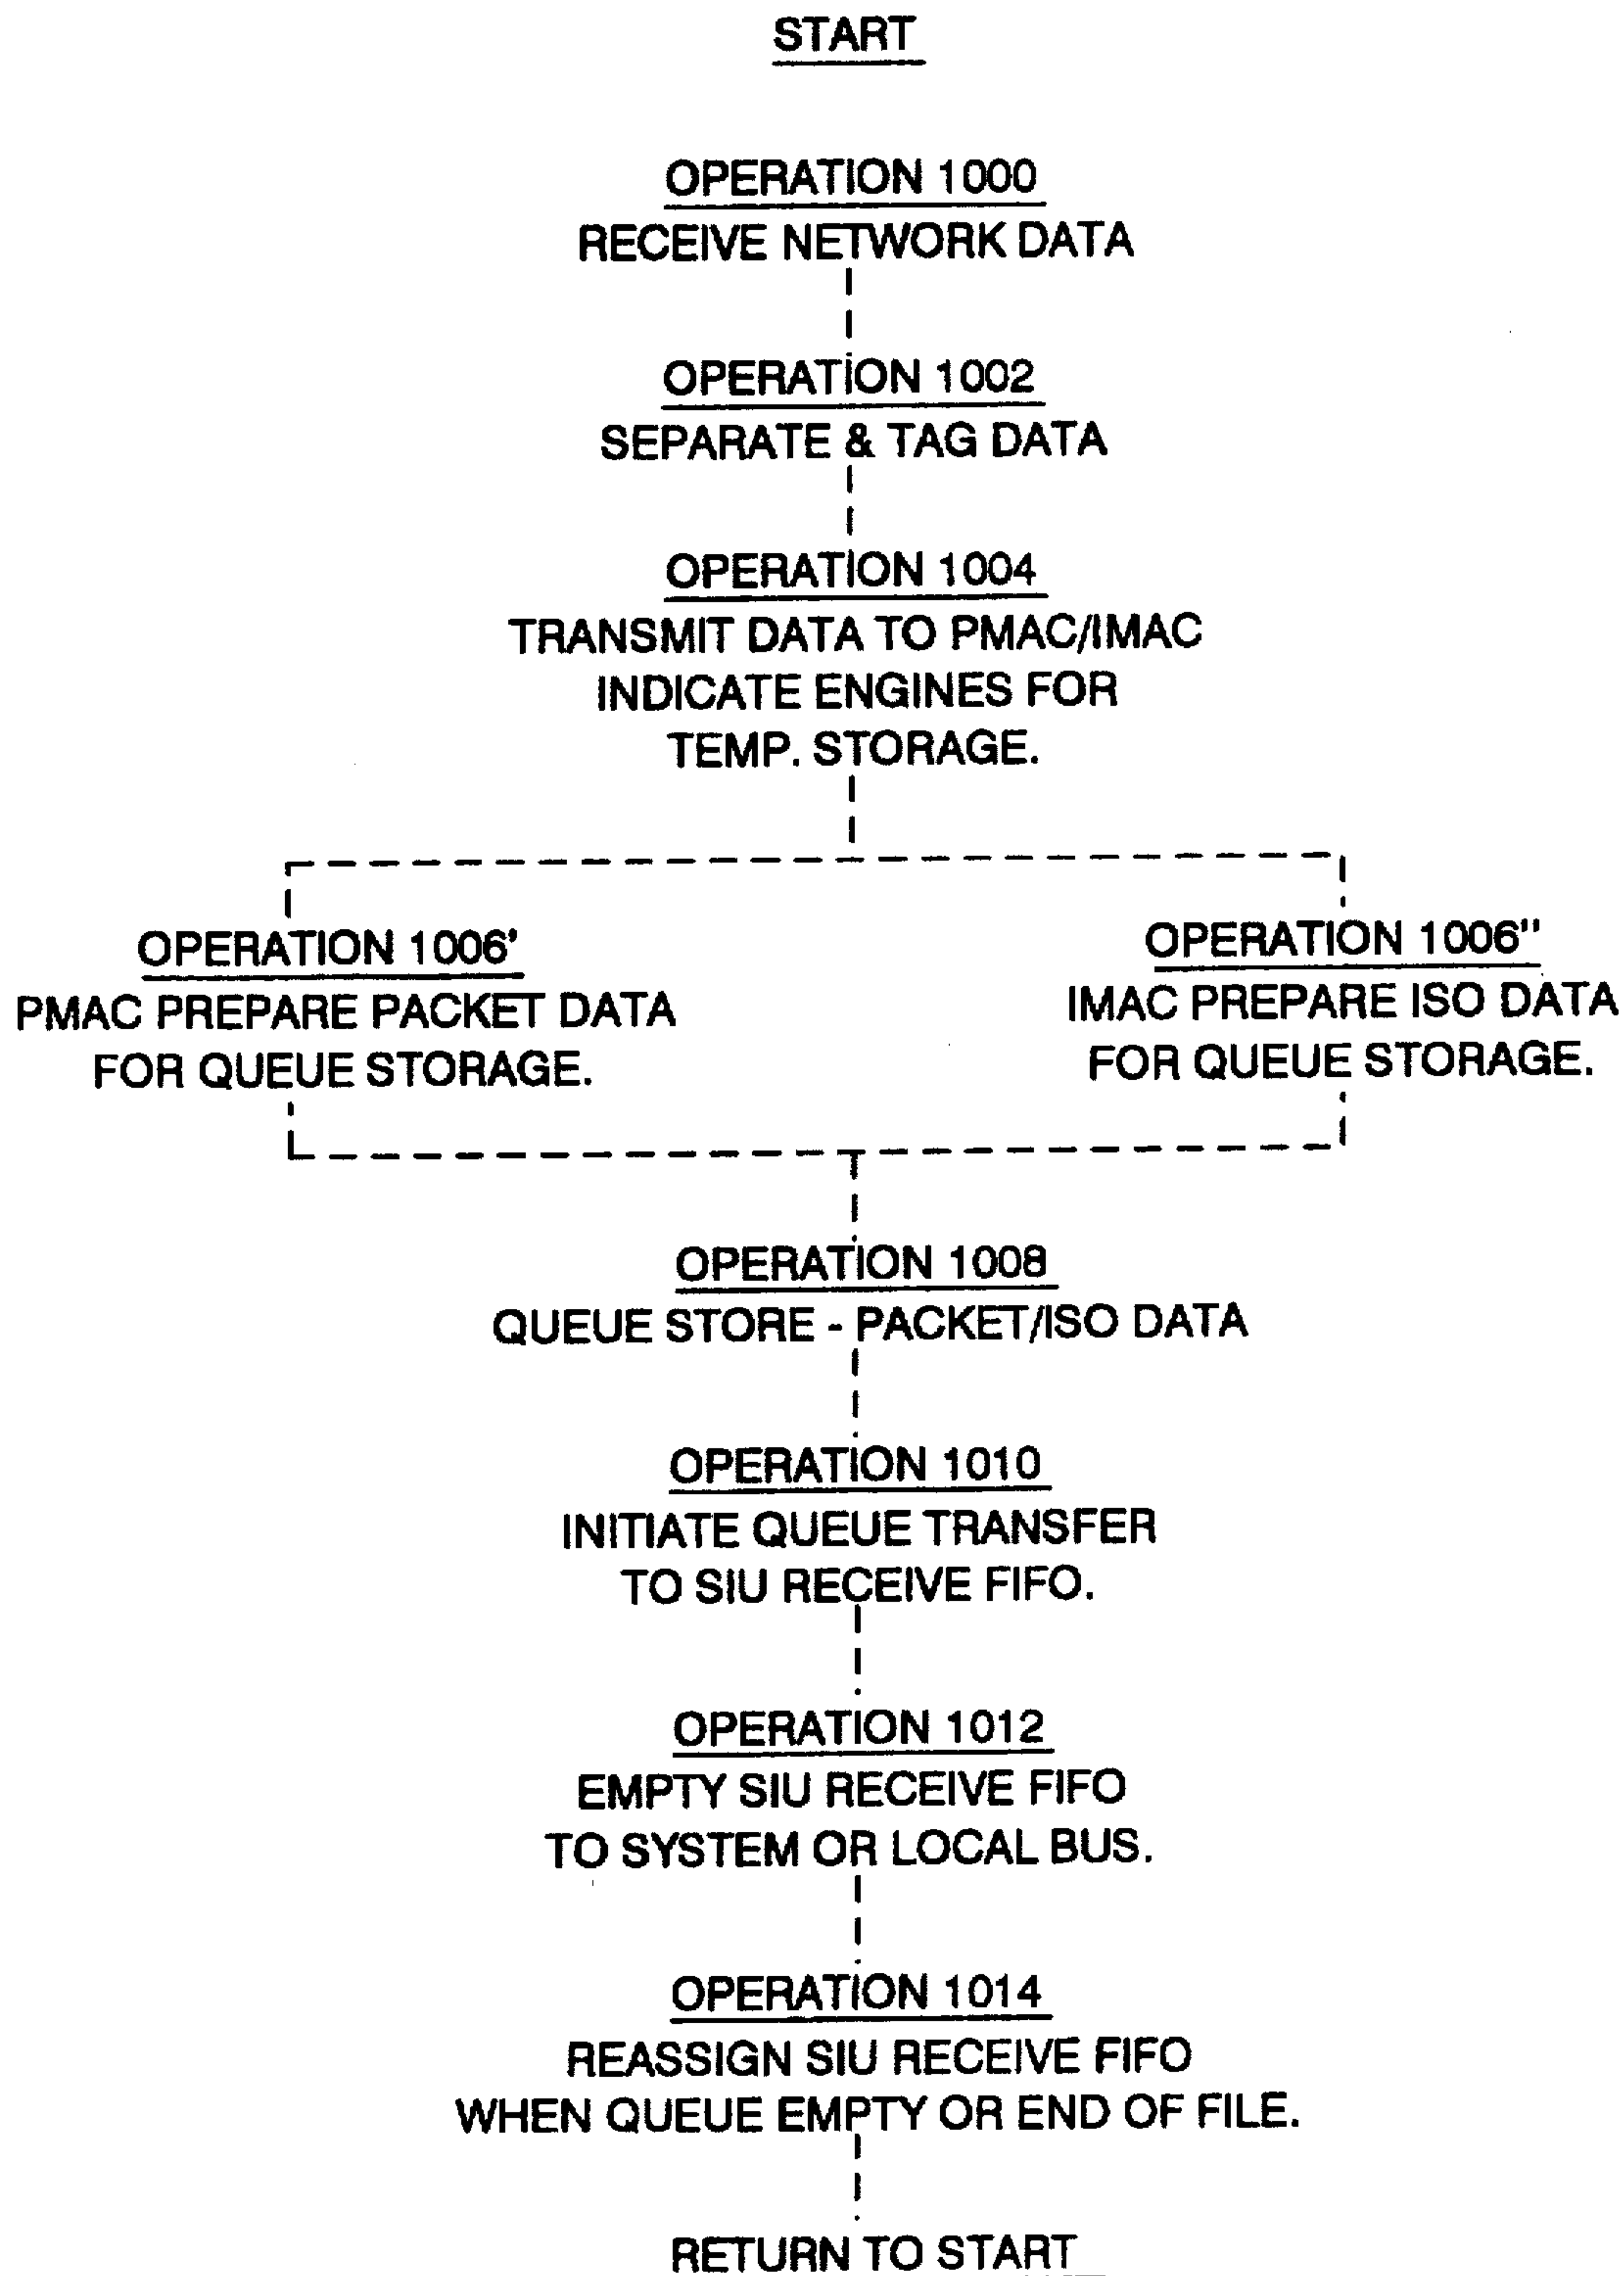 START
OPERATION 1000
RECEIVE NETWORK DATA
OPERATION 1002
SEPARATE & TAG DATA
OPERATION 1004
TRANSMIT DATA TO PMAC/IMAC
INDICATE ENGINES FOR
TEMP. STORAGE.
OPERATION 1006'
PMAC PREPARE PACKET DATA
FOR QUEUE STORAGE.
OPERATION 1006"
IMAC PREPARE ISO DATA
FOR QUEUE STORAGE.
OPERATION 1008
QUEUE STORE - PACKET/ISO DATA
OPERATION 1010
INITIATE QUEUE TRANSFER
TO SIU RECEIVE FIFO.
OPERATION 1012
EMPTY SIU RECEIVE FIFO
TO SYSTEM OR LOCAL BUS.
OPERATION 1014
REASSIGN SIU RECEIVE FIFO
WHEN QUEUE EMPTY OR END OF FILE.
RETURN TO START